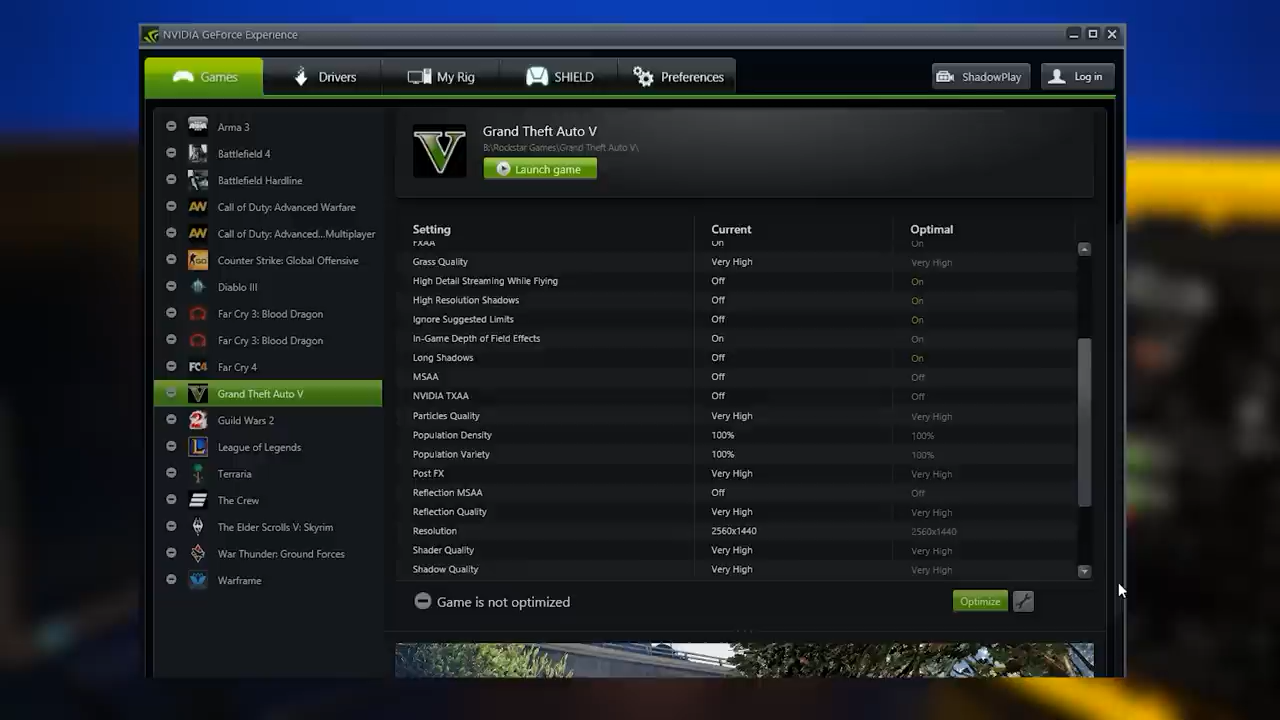 NVIDIA GeForce Experience
Games
Drivers
My Rig
SHIELD
Preferences
ShadowPlay
Log in
Arma 3
Battlefield 4
Battlefield Hardline
Call of Duty: Advanced Warfare
Call of Duty: Advanced...Multiplayer
Counter Strike: Global Offensive
Diablo III
Far Cry 3: Blood Dragon
Far Cry 3: Blood Dragon
Far Cry 4
Grand Theft Auto V
Guild Wars 2
League of Legends
Terraria
The Crew
The Elder Scrolls V: Skyrim
War Thunder: Ground Forces
Warframe
Grand Theft Auto V
B:\Rockstar Games\Grand Theft Auto V\
Launch game
Setting Current Optimal
FXAA On On
Grass Quality Very High Very High
High Detail Streaming While Flying Off On
High Resolution Shadows Off On
Ignore Suggested Limits Off On
In-Game Depth of Field Effects On On
Long Shadows Off On
MSAA Off Off
NVIDIA TXAA Off Off
Particles Quality Very High Very High
Population Density 100% 100%
Population Variety 100% 100%
Post FX Very High Very High
Reflection MSAA Off Off
Reflection Quality Very High Very High
Resolution 2560x1440 2560x1440
Shader Quality Very High Very High
Shadow Quality Very High Very High
Game is not optimized
Optimize